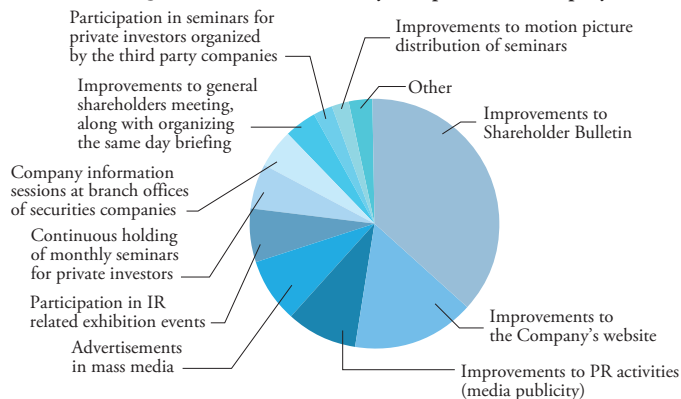 Participation in seminars for
private investors organized
by the third party companies
Improvements to motion picture
distribution of seminars
Other
Improvements to general
shareholders meeting,
along with organizing
the same day briefing
Improvements to
Shareholder Bulletin
Company information
sessions at branch offices
of securities companies
Continuous holding
of monthly seminars
for private investors
Participation in IR
related exhibition events
Improvements to
the Company's website
Advertisements
in mass media
Improvements to PR activities
(media publicity)